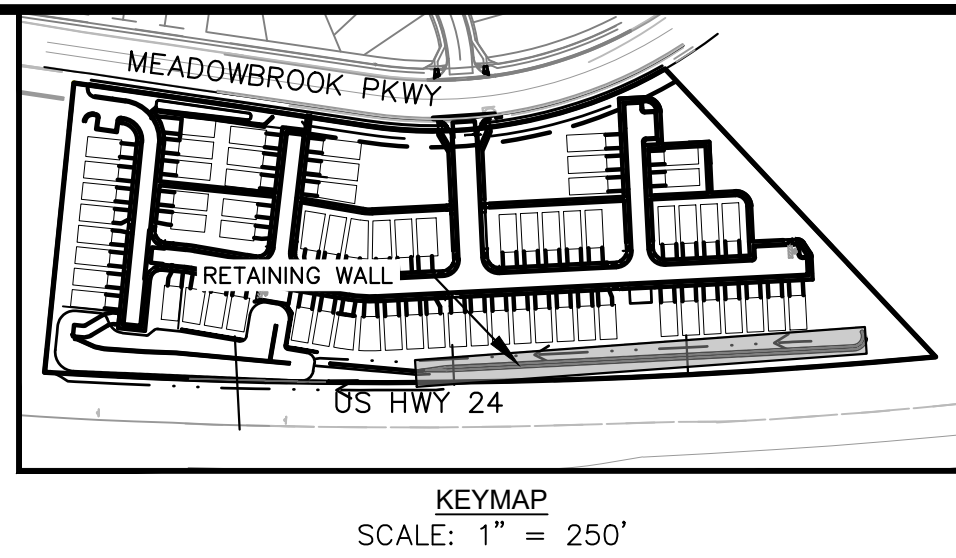 MEADOWBROOK PKWY
RETAINING WALL
US HWY 24
KEYMAP
SCALE: 1" = 250'